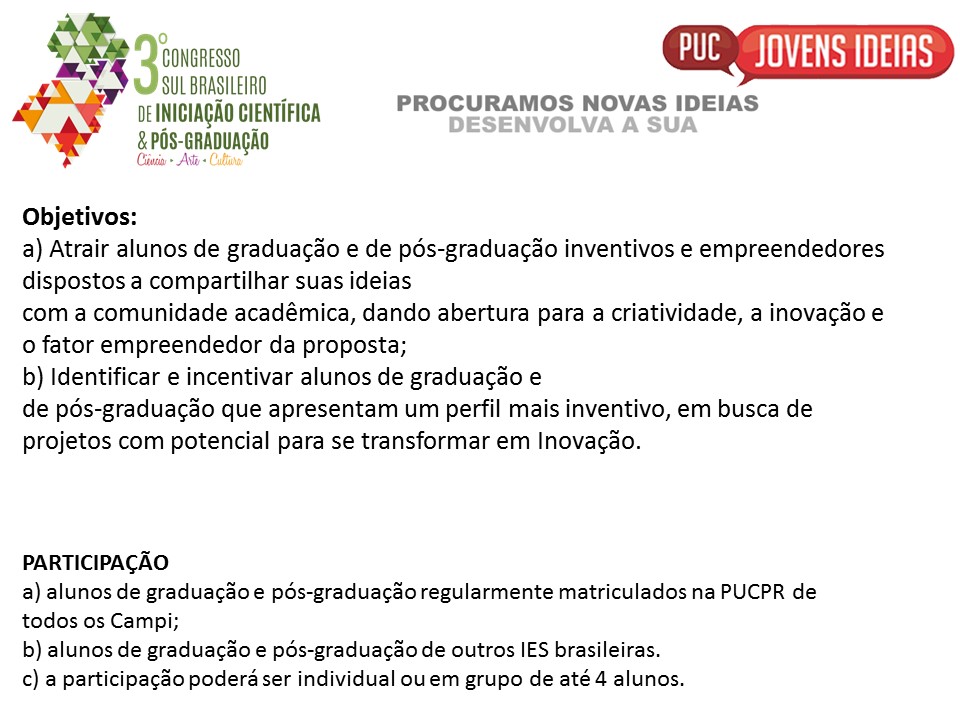 3º CONGRESSO
SUL BRASILEIRO
DE INICIAÇÃO CIENTÍFICA
& PÓS-GRADUAÇÃO
Ciência • Arte • Cultura
PUC JOVENS IDEIAS
PROCURAMOS NOVAS IDEIAS
DESENVOLVA A SUA
Objetivos:
a) Atrair alunos de graduação e de pós-graduação inventivos e empreendedores
dispostos a compartilhar suas ideias
com a comunidade acadêmica, dando abertura para a criatividade, a inovação e
o fator empreendedor da proposta;
b) Identificar e incentivar alunos de graduação e
de pós-graduação que apresentam um perfil mais inventivo, em busca de
projetos com potencial para se transformar em Inovação.
PARTICIPAÇÃO
a) alunos de graduação e pós-graduação regularmente matriculados na PUCPR de
todos os Campi;
b) alunos de graduação e pós-graduação de outros IES brasileiras.
c) a participação poderá ser individual ou em grupo de até 4 alunos.